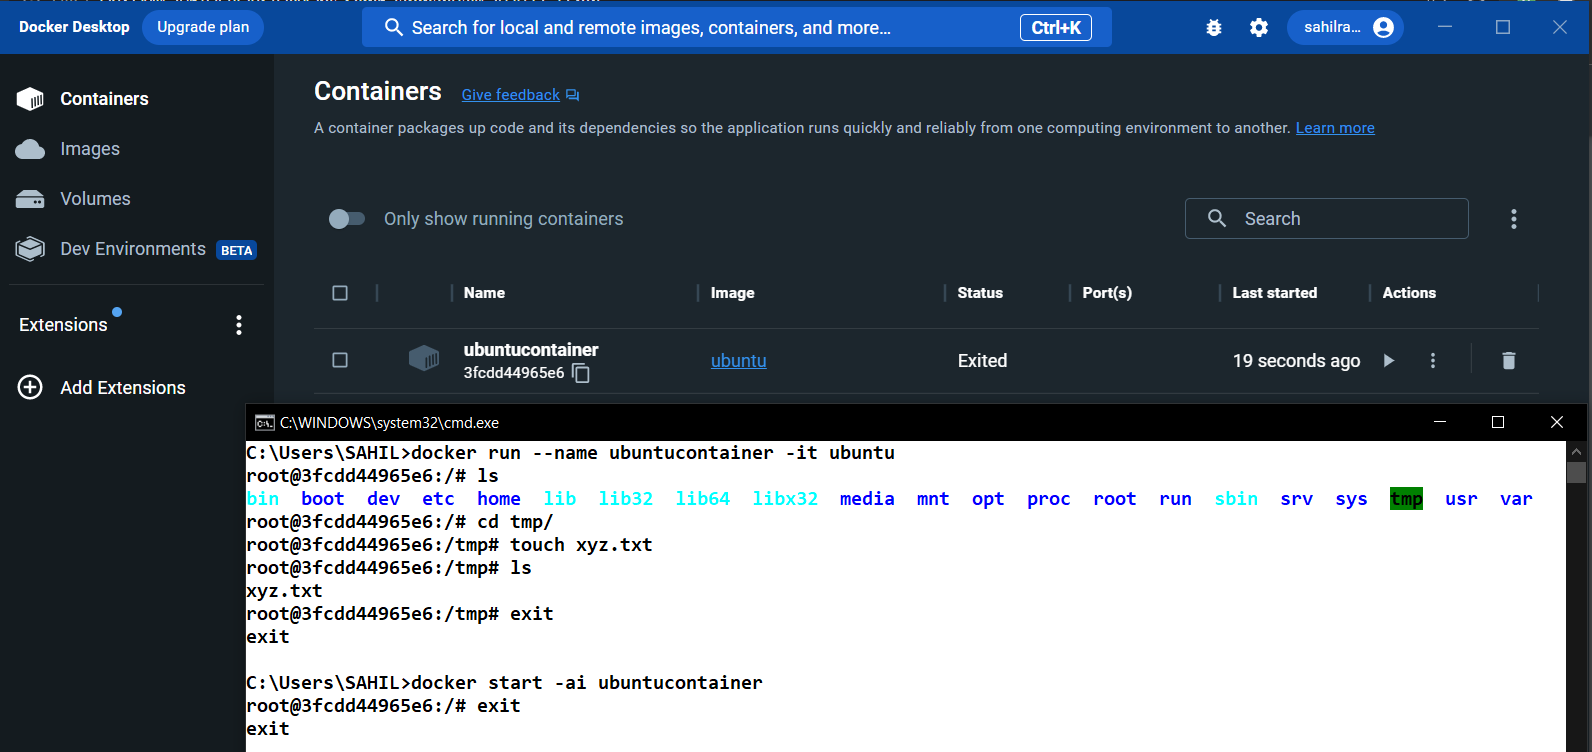 Docker Desktop Upgrade plan Search for local and remote images, containers, and more... Ctrl+K sahilra...
Containers
Images
Volumes
Dev Environments BETA
Extensions
Add Extensions
Containers Give feedback
A container packages up code and its dependencies so the application runs quickly and reliably from one computing environment to another. Learn more
Only show running containers Search
Name Image Status Port(s) Last started Actions
ubuntucontainer ubuntu Exited 19 seconds ago
3fcdd44965e6
C:\WINDOWS\system32\cmd.exe
C:\Users\SAHIL>docker run --name ubuntucontainer -it ubuntu
root@3fcdd44965e6:/# ls
bin boot dev etc home lib lib32 lib64 libx32 media mnt opt proc root run sbin srv sys tmp usr var
root@3fcdd44965e6:/# cd tmp/
root@3fcdd44965e6:/tmp# touch xyz.txt
root@3fcdd44965e6:/tmp# ls
xyz.txt
root@3fcdd44965e6:/tmp# exit
exit
C:\Users\SAHIL>docker start -ai ubuntucontainer
root@3fcdd44965e6:/# exit
exit